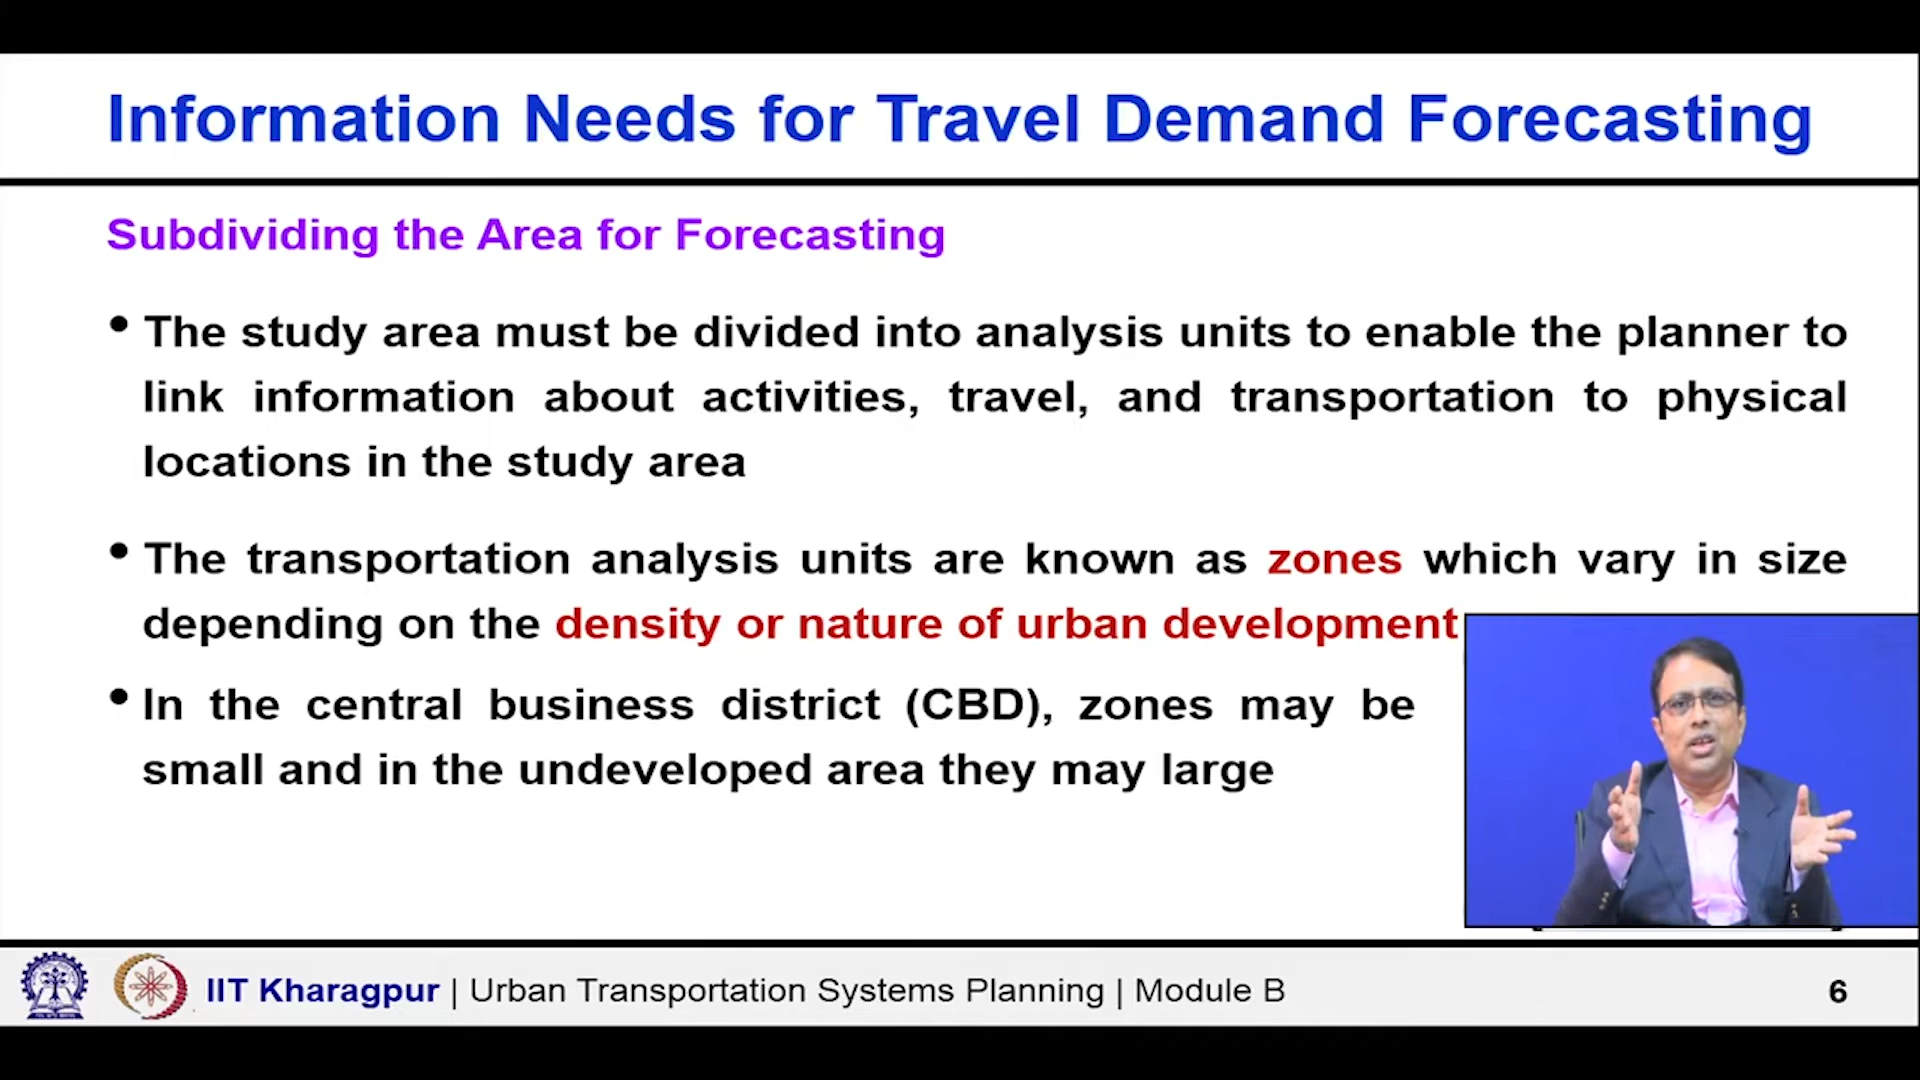 Information Needs for Travel Demand Forecasting
Subdividing the Area for Forecasting
• The study area must be divided into analysis units to enable the planner to
link information about activities, travel, and transportation to physical
locations in the study area
• The transportation analysis units are known as zones which vary in size
depending on the density or nature of urban development
• In the central business district (CBD), zones may be
small and in the undeveloped area they may large
IIT Kharagpur | Urban Transportation Systems Planning | Module B
6